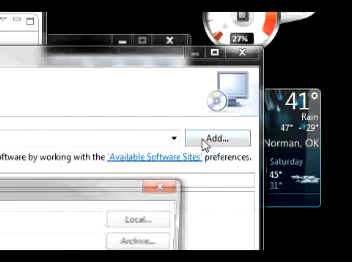 27%
41°
Rain
47° - 29°
Norman, OK
Add...
oftware by working with the 'Available Software Sites' preferences.
Saturday
45°
31°
Local...
Archive...